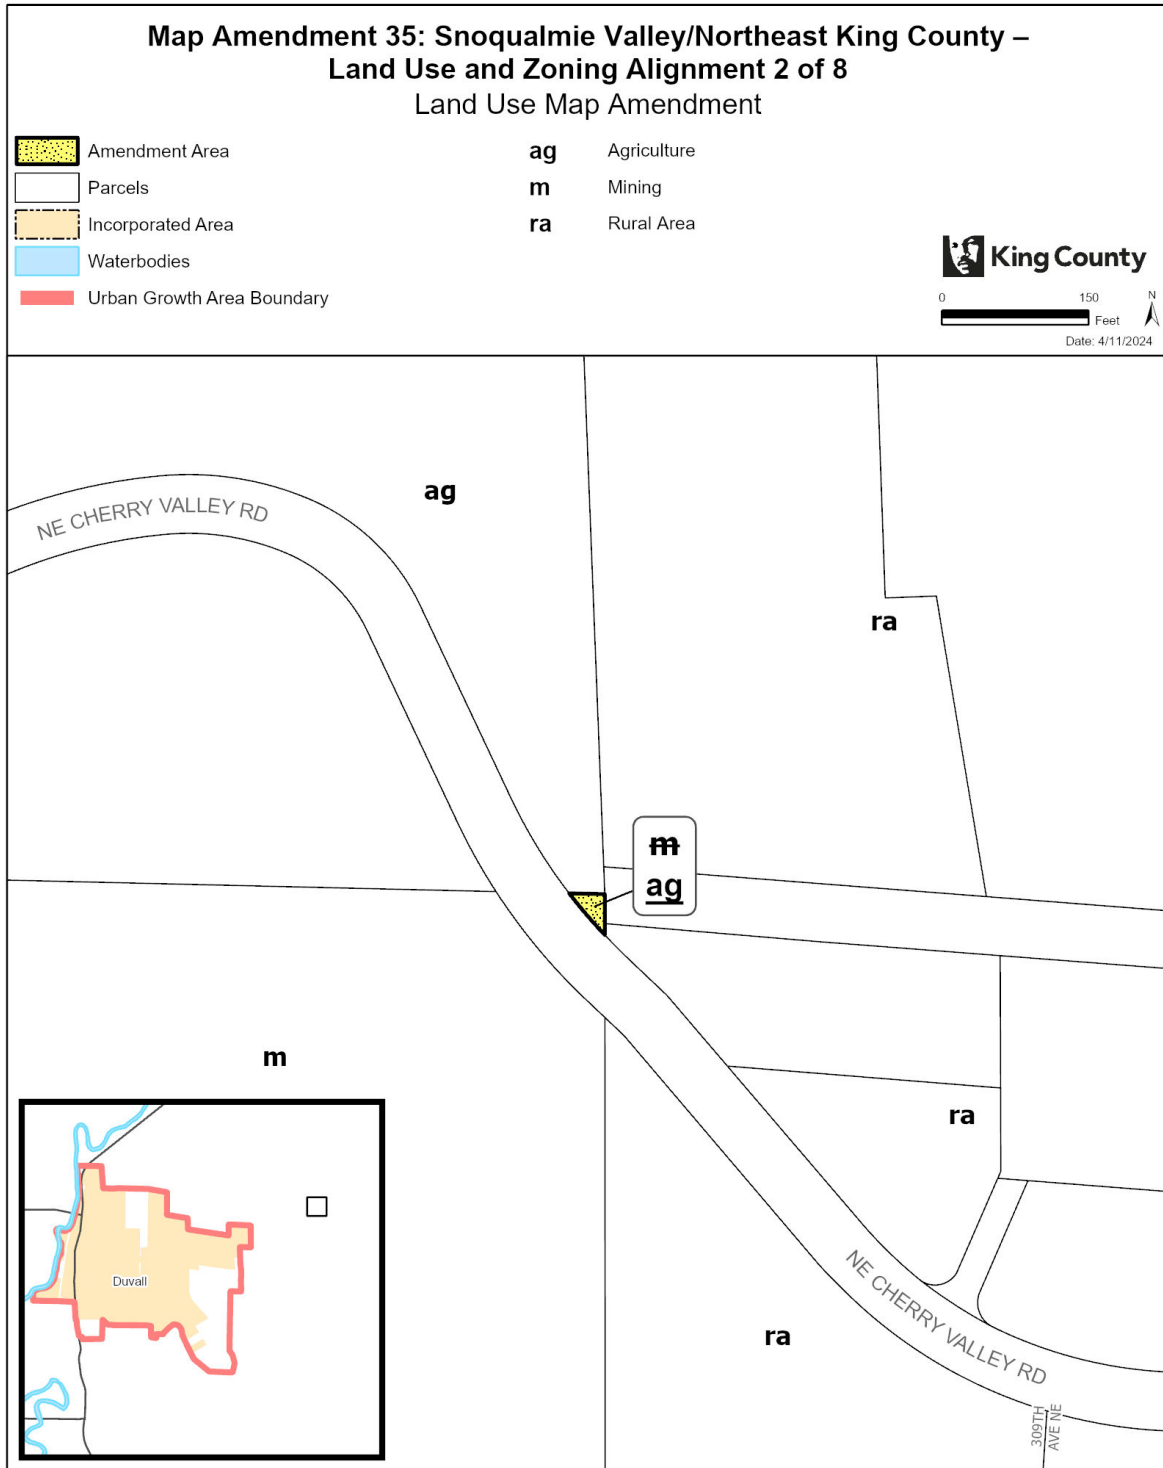 Map Amendment 35: Snoqualmie Valley/Northeast King County –
Land Use and Zoning Alignment 2 of 8
Land Use Map Amendment
Amendment Area
Parcels
Incorporated Area
Waterbodies
Urban Growth Area Boundary
ag Agriculture
m Mining
ra Rural Area
King County
0 150
Feet
N
Date: 4/11/2024
ag
NE CHERRY VALLEY RD
ra
m
ag
m
ra
Duvall
NE CHERRY VALLEY RD
ra
309TH
AVE NE